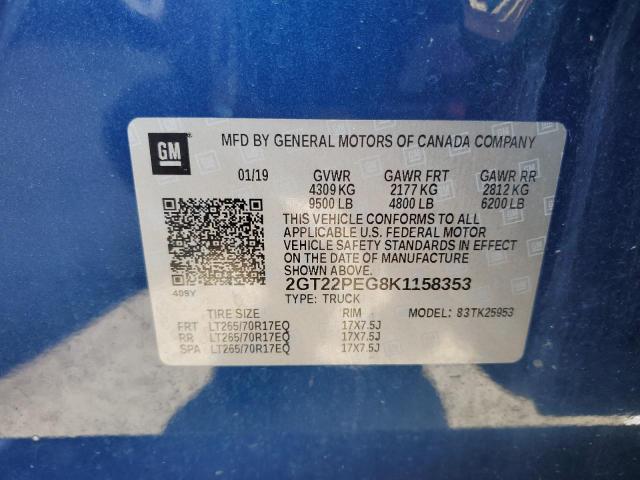 GM
MFD BY GENERAL MOTORS OF CANADA COMPANY
01/19 GVWR GAWR FRT GAWR RR
4309 KG 2177 KG 2812 KG
9500 LB 4800 LB 6200 LB
THIS VEHICLE CONFORMS TO ALL
APPLICABLE U.S. FEDERAL MOTOR
VEHICLE SAFETY STANDARDS IN EFFECT
ON THE DATE OF MANUFACTURE
SHOWN ABOVE.
409Y
2GT22PEG8K1158353
TYPE: TRUCK MODEL: 83TK25953
TIRE SIZE RIM
FRT LT265/70R17EQ 17X7.5J
RR LT265/70R17EQ 17X7.5J
SPA LT265/70R17EQ 17X7.5J